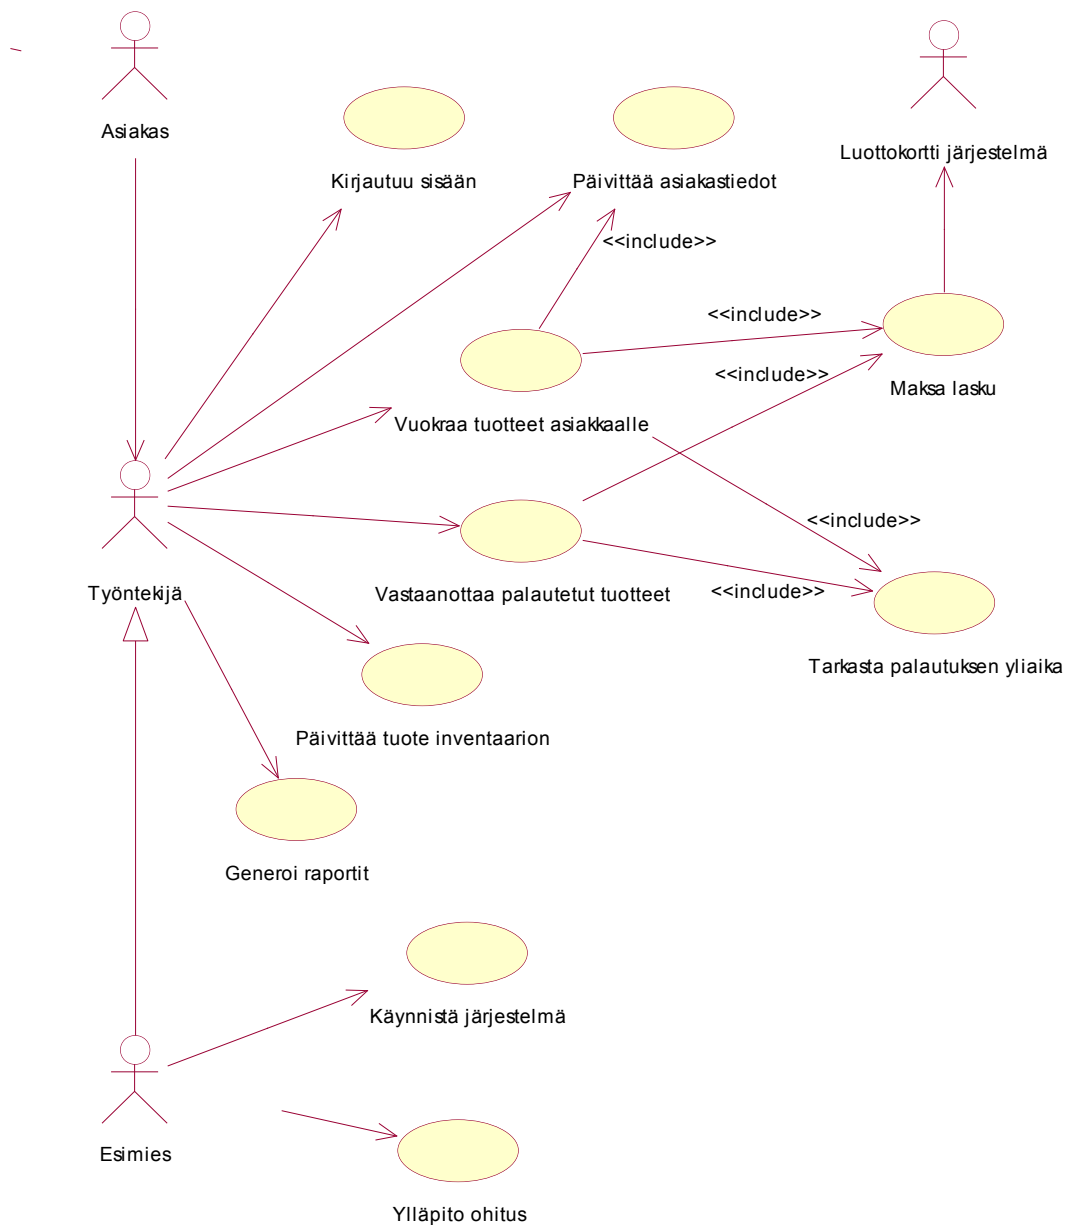 Asiakas
Luottokortti järjestelmä
Kirjautuu sisään
Päivittää asiakastiedot
<<include>>
<<include>>
<<include>>
Maksa lasku
Vuokraa tuotteet asiakkaalle
<<include>>
Työntekijä
Vastaanottaa palautetut tuotteet
<<include>>
Tarkasta palautuksen yliaika
Päivittää tuote inventaarion
Generoi raportit
Käynnistä järjestelmä
Esimies
Ylläpito ohitus